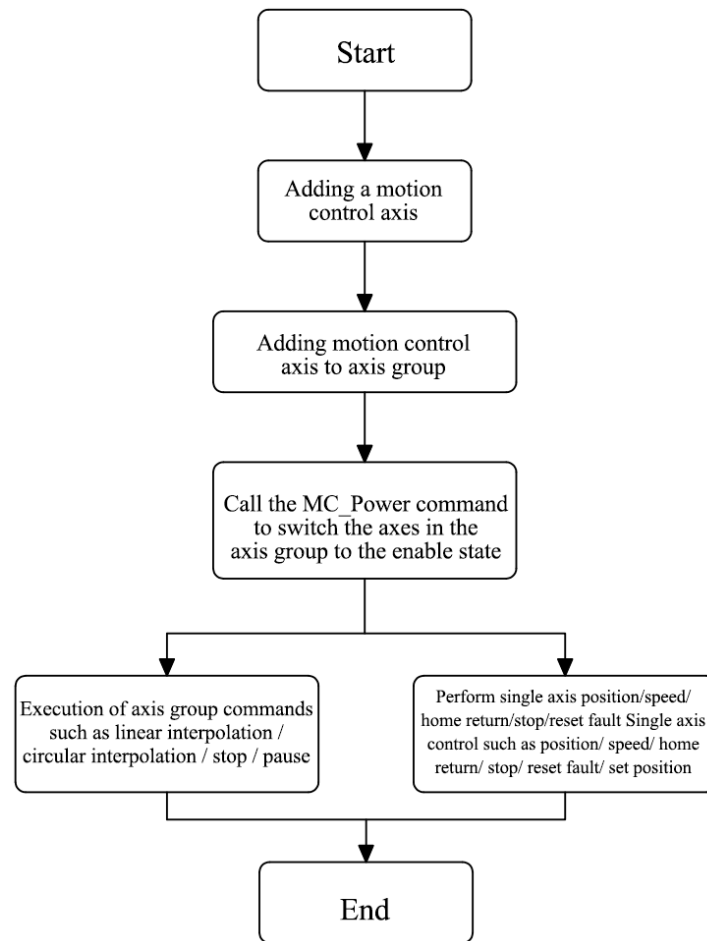 Start
Adding a motion
control axis
Adding motion control
axis to axis group
Call the MC_Power command
to switch the axes in the
axis group to the enable state
Execution of axis group commands
such as linear interpolation /
circular interpolation / stop / pause
Perform single axis position/speed/
home return/stop/reset fault Single axis
control such as position/ speed/ home
return/ stop/ reset fault/ set position
End